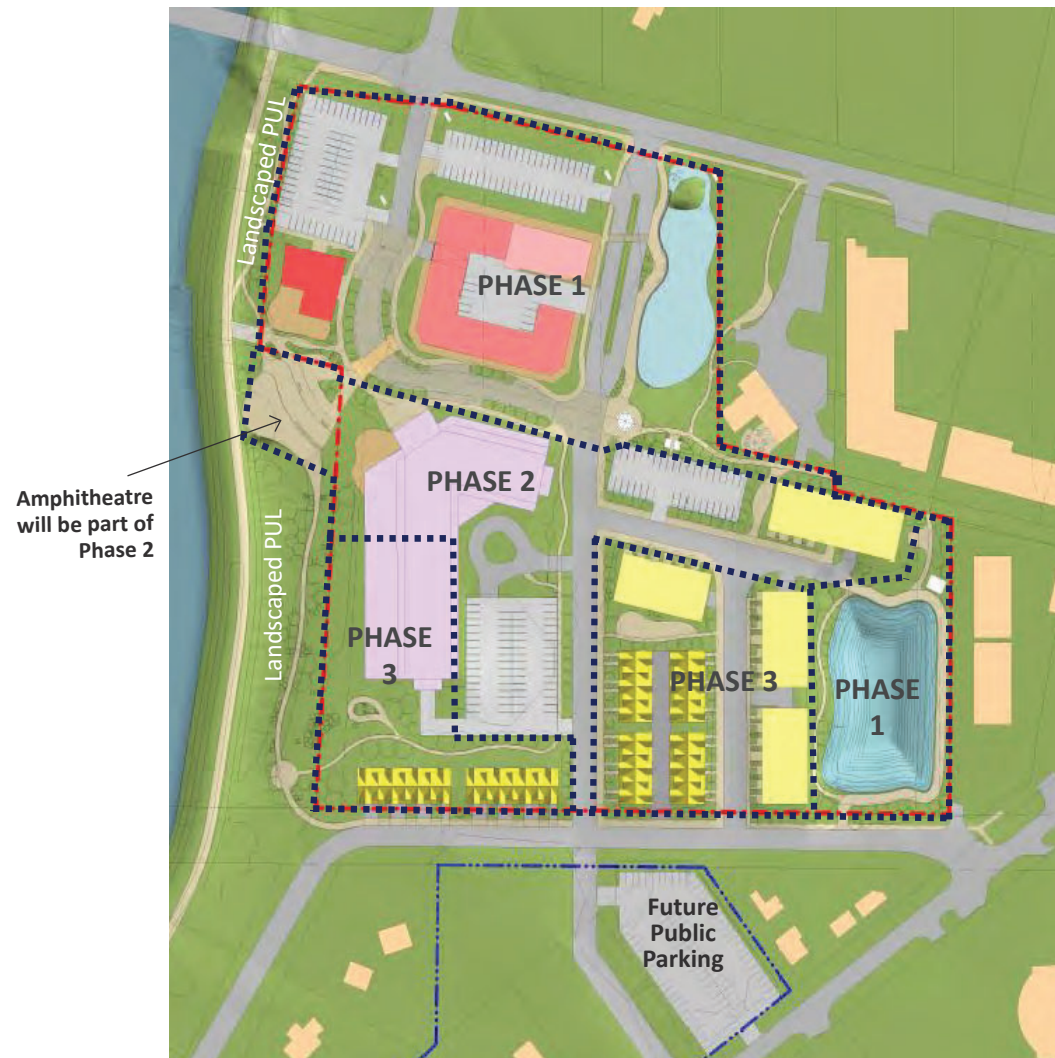 Landscaped PUL
PHASE 1
PHASE 2
Amphitheatre
will be part of
Phase 2
Landscaped PUL
PHASE
3
PHASE 3
PHASE
1
Future
Public
Parking